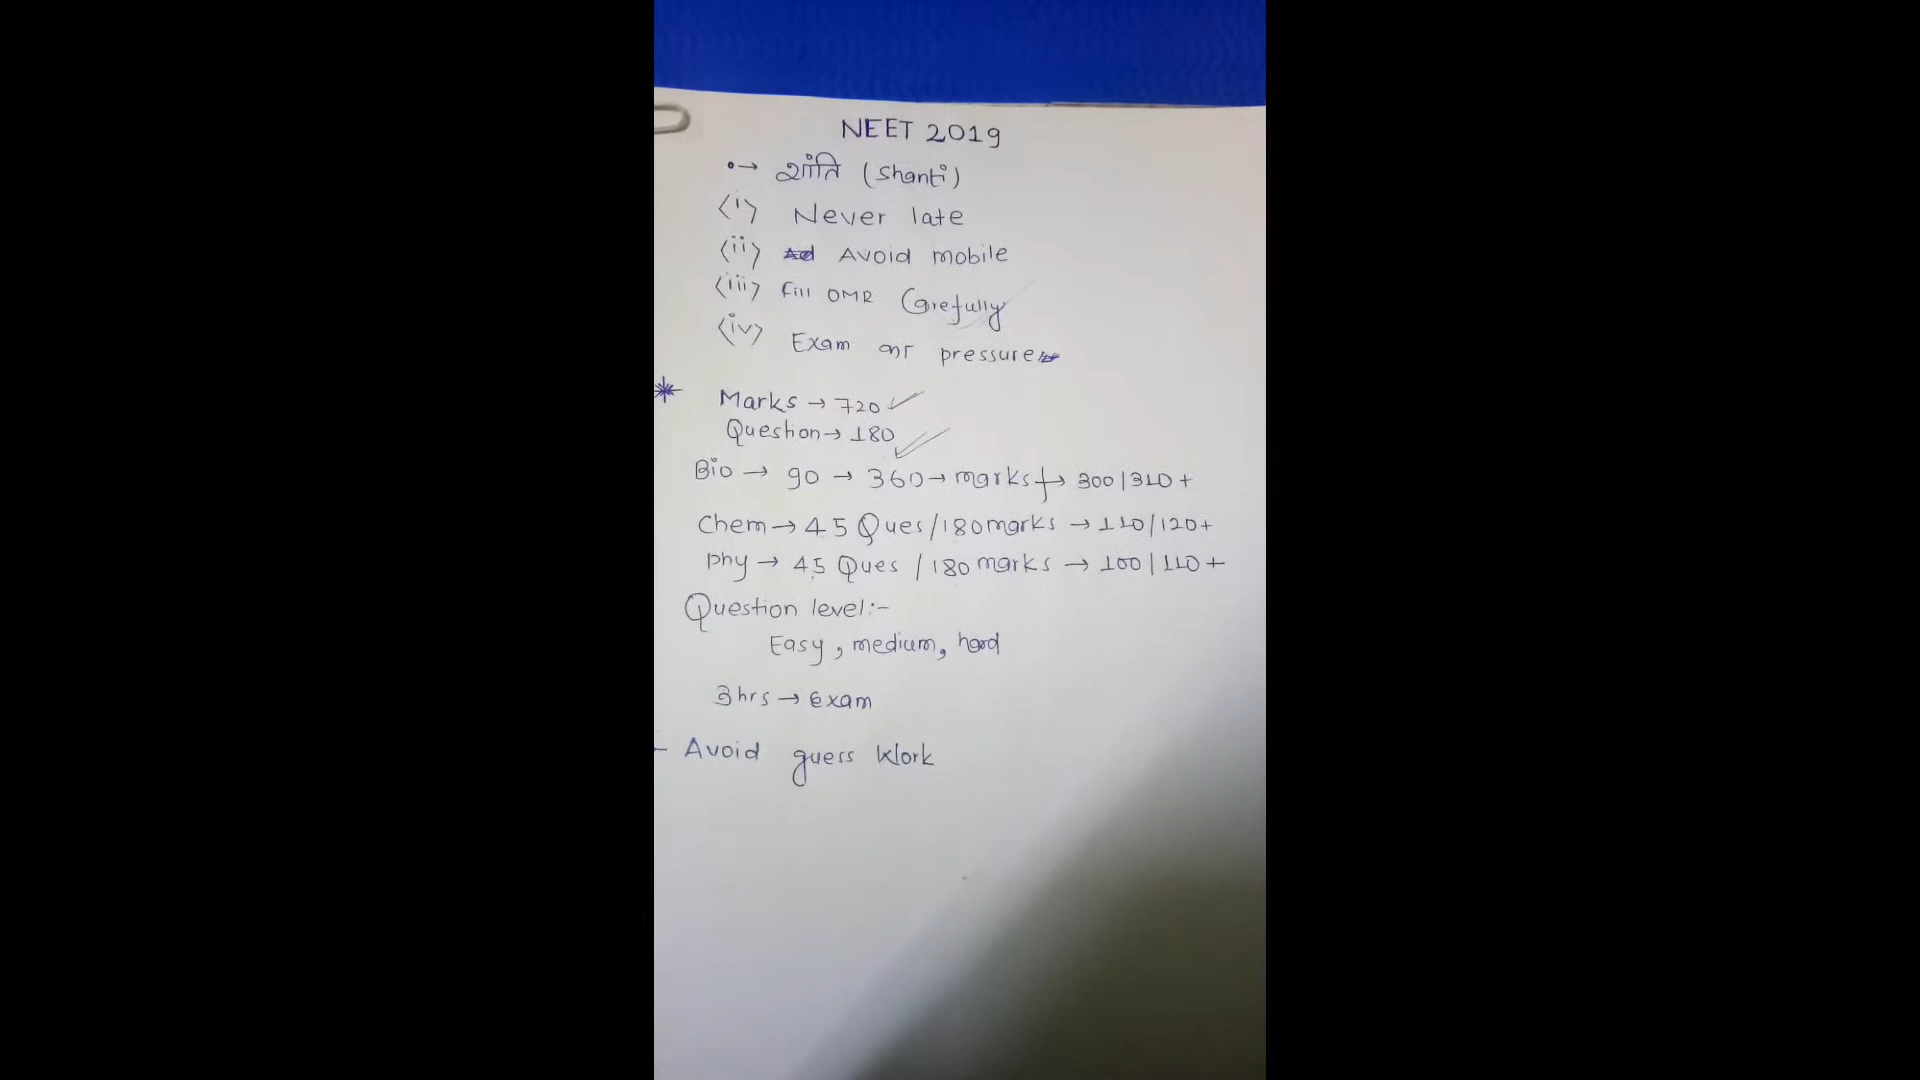 NEET 2019
•→ शांति (Shanti)
(i) Never late
(ii) Avoid mobile
(iii) Fill OMR Carefully
(iv) Exam का pressure
* Marks → 720 ✓
Question → 180
Bio → 90 → 360 → marks → 300/310+
Chem → 45 Ques/180 marks → 110/120+
Phy → 45 Ques /180 marks → 100/110+
Question level:-
Easy, medium, hard
3hrs → Exam
- Avoid guess Work